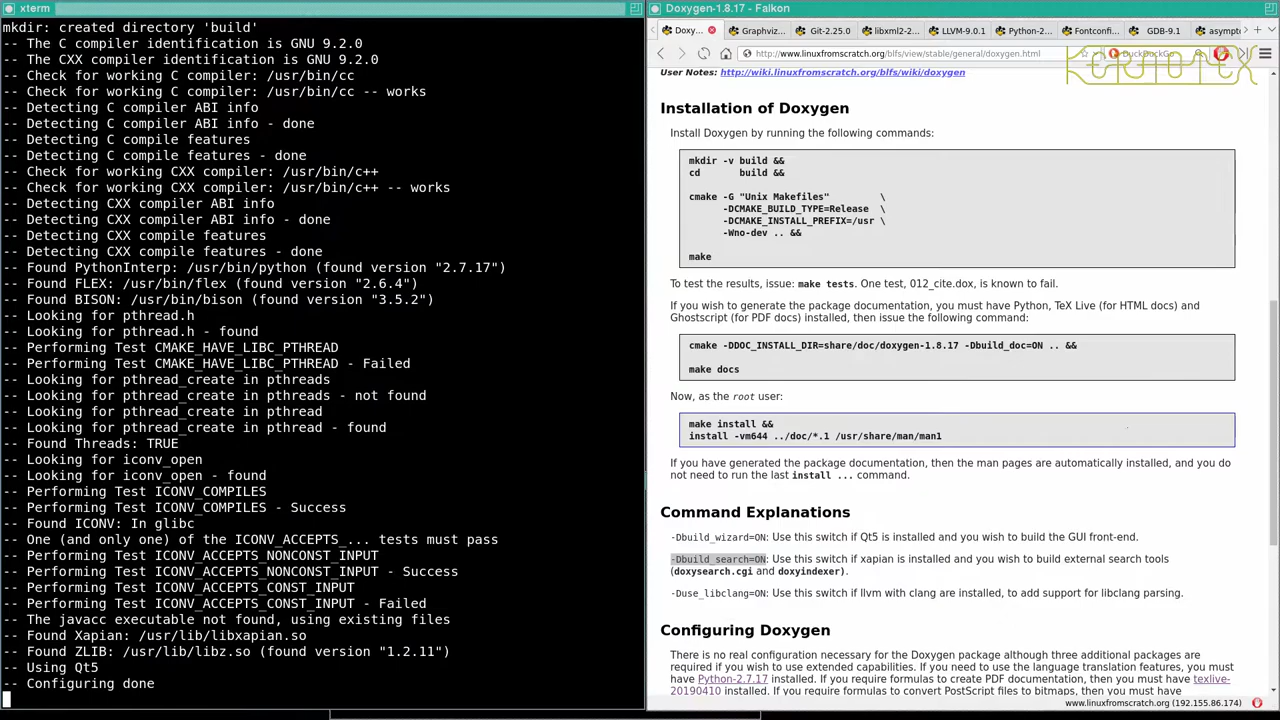 xterm
mkdir: created directory 'build'
-- The C compiler identification is GNU 9.2.0
-- The CXX compiler identification is GNU 9.2.0
-- Check for working C compiler: /usr/bin/cc
-- Check for working C compiler: /usr/bin/cc -- works
-- Detecting C compiler ABI info
-- Detecting C compiler ABI info - done
-- Detecting C compile features
-- Detecting C compile features - done
-- Check for working CXX compiler: /usr/bin/c++
-- Check for working CXX compiler: /usr/bin/c++ -- works
-- Detecting CXX compiler ABI info
-- Detecting CXX compiler ABI info - done
-- Detecting CXX compile features
-- Detecting CXX compile features - done
-- Found PythonInterp: /usr/bin/python (found version "2.7.17")
-- Found FLEX: /usr/bin/flex (found version "2.6.4")
-- Found BISON: /usr/bin/bison (found version "3.5.2")
-- Looking for pthread.h
-- Looking for pthread.h - found
-- Performing Test CMAKE_HAVE_LIBC_PTHREAD
-- Performing Test CMAKE_HAVE_LIBC_PTHREAD - Failed
-- Looking for pthread_create in pthreads
-- Looking for pthread_create in pthreads - not found
-- Looking for pthread_create in pthread
-- Looking for pthread_create in pthread - found
-- Found Threads: TRUE
-- Looking for iconv_open
-- Looking for iconv_open - found
-- Performing Test ICONV_COMPILES
-- Performing Test ICONV_COMPILES - Success
-- Found ICONV: In glibc
-- One (and only one) of the ICONV_ACCEPTS_... tests must pass
-- Performing Test ICONV_ACCEPTS_NONCONST_INPUT
-- Performing Test ICONV_ACCEPTS_NONCONST_INPUT - Success
-- Performing Test ICONV_ACCEPTS_CONST_INPUT
-- Performing Test ICONV_ACCEPTS_CONST_INPUT - Failed
-- The javacc executable not found, using existing files
-- Found Xapian: /usr/lib/libxapian.so
-- Found ZLIB: /usr/lib/libz.so (found version "1.2.11")
-- Using Qt5
-- Configuring done
Doxygen-1.8.17 - Falkon
Doxy... Graphviz... Git-2.25.0 libxml2-2... LLVM-9.0.1 Python-2... Fontconfi... GDB-9.1 asympt
http://www.linuxfromscratch.org/blfs/view/stable/general/doxygen.html DuckDuckGo
KERNOTEX
User Notes: http://wiki.linuxfromscratch.org/blfs/wiki/doxygen
Installation of Doxygen
Install Doxygen by running the following commands:
mkdir -v build &&
cd build &&
cmake -G "Unix Makefiles" \
-DCMAKE_BUILD_TYPE=Release \
-DCMAKE_INSTALL_PREFIX=/usr \
-Wno-dev .. &&
make
To test the results, issue: make tests. One test, 012_cite.dox, is known to fail.
If you wish to generate the package documentation, you must have Python, TeX Live (for HTML docs) and
Ghostscript (for PDF docs) installed, then issue the following command:
cmake -DDOC_INSTALL_DIR=share/doc/doxygen-1.8.17 -Dbuild_doc=ON .. &&
make docs
Now, as the root user:
make install &&
install -vm644 ../doc/*.1 /usr/share/man/man1
If you have generated the package documentation, then the man pages are automatically installed, and you do
not need to run the last install ... command.
Command Explanations
-Dbuild_wizard=ON: Use this switch if Qt5 is installed and you wish to build the GUI front-end.
-Dbuild_search=ON: Use this switch if xapian is installed and you wish to build external search tools
(doxysearch.cgi and doxyindexer).
-Duse_libclang=ON: Use this switch if llvm with clang are installed, to add support for libclang parsing.
Configuring Doxygen
There is no real configuration necessary for the Doxygen package although three additional packages are
required if you wish to use extended capabilities. If you need to use the language translation features, you must
have Python-2.7.17 installed. If you require formulas to create PDF documentation, then you must have texlive-
20190410 installed. If you require formulas to convert PostScript files to bitmaps, then you must have
www.linuxfromscratch.org (192.155.86.174)